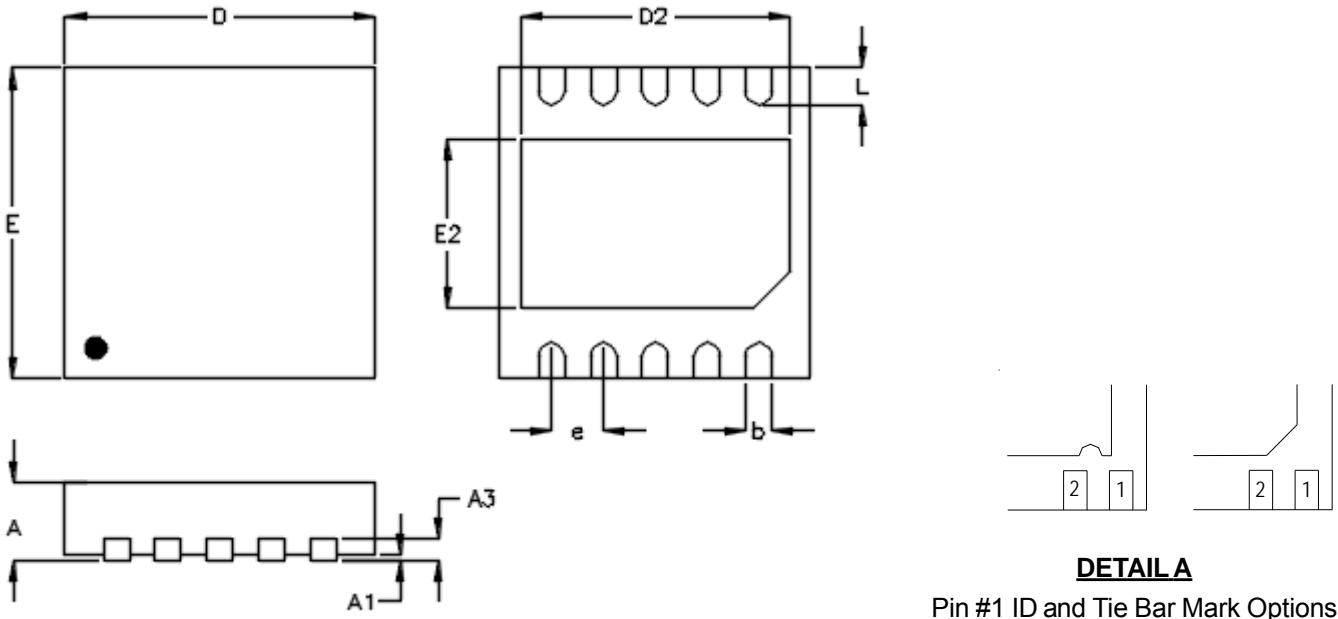 D
D2
L
E
E2
e
b
A
A3
A1
2
1
2
1
DETAIL A
Pin #1 ID and Tie Bar Mark Options